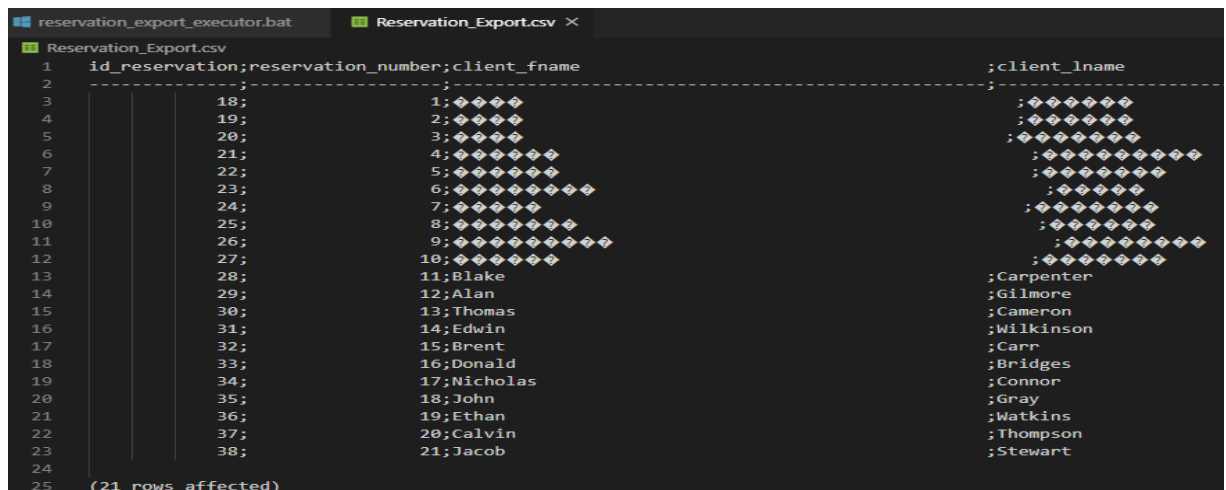 reservation_export_executor.bat Reservation_Export.csv ×
Reservation_Export.csv
1 id_reservation;reservation_number;client_fname ;client_lname
2 --------------;------------------;--------------------------------------------------;--------------------
3 18; 1;���� ;������
4 19; 2;���� ;������
5 20; 3;���� ;�������
6 21; 4;������ ;����������
7 22; 5;������ ;�������
8 23; 6;��������� ;�����
9 24; 7;����� ;�������
10 25; 8;������� ;������
11 26; 9;���������� ;���������
12 27; 10;������ ;�������
13 28; 11;Blake ;Carpenter
14 29; 12;Alan ;Gilmore
15 30; 13;Thomas ;Cameron
16 31; 14;Edwin ;Wilkinson
17 32; 15;Brent ;Carr
18 33; 16;Donald ;Bridges
19 34; 17;Nicholas ;Connor
20 35; 18;John ;Gray
21 36; 19;Ethan ;Watkins
22 37; 20;Calvin ;Thompson
23 38; 21;Jacob ;Stewart
24
25 (21 rows affected)